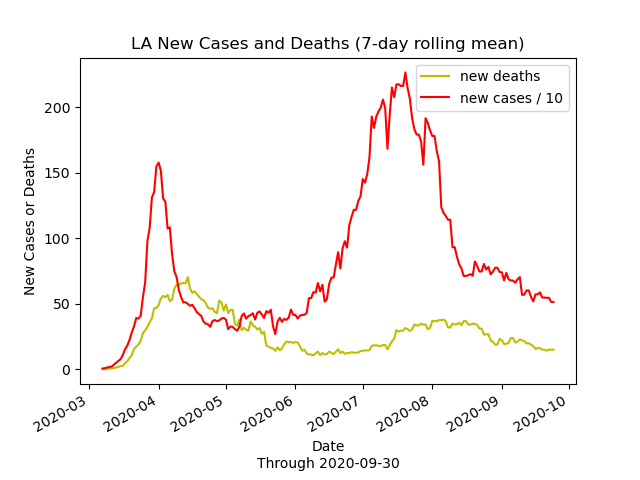 LA New Cases and Deaths (7-day rolling mean)
new deaths
new cases / 10
New Cases or Deaths
200
150
100
50
0
2020-03
2020-04
2020-05
2020-06
2020-07
2020-08
2020-09
2020-10
Date
Through 2020-09-30